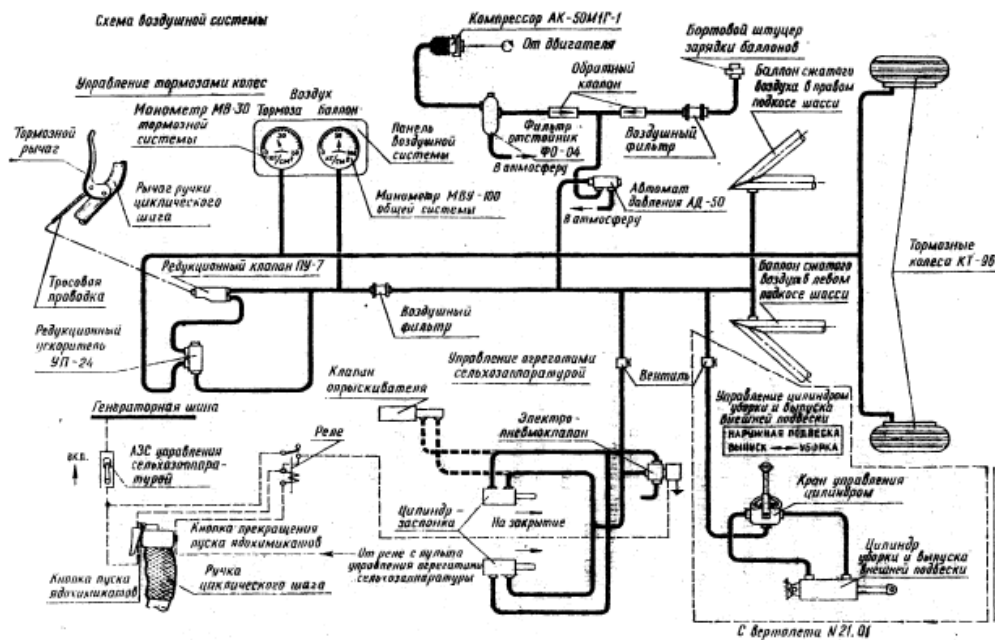 Схема воздушной системы
Компрессор АК-50М1Г-1
От двигателя
Бортовой штуцер
зарядки баллонов
Управление тормозами колес
Воздух
Обратный
клапан
Баллон сжатого
воздуха в правом
подкосе шасси
Манометр МВ-30
тормозной
системы
Тормоза
баллон
Тормозной
рычаг
Панель
воздушной
системы
Фильтр
отстойник
ФО-04
Воздушный
фильтр
В атмосферу
Рычаг ручки
циклического
шага
Манометр МВУ-100
общей системы
Автомат
давления АД-50
В атмосферу
Тормозные
колеса КТ-96
Редукционный клапан ПУ-7
Баллон сжатого
воздуха в левом
подкосе шасси
Тросовая
проводка
Воздушный
фильтр
Редукционный
ускоритель
УП-24
Управление агрегатами
сельхозаппаратурой
Вентиль
Клапан
опрыскивателя
Управление цилиндром
уборки и выпуска
внешней подвески
Генераторная шина
НАРУЖНАЯ ПОДВЕСКА
ВЫПУСК УБОРКА
Электро-
пневмоклапан
Реле
вкл.
АЗС управления
сельхозаппара-
турой
Кран управления
цилиндром
Цилиндр-
заслонка
На закрытие
Кнопка прекращения
пуска ядохимикатов
От реле с пульта
управления агрегатами
сельхозаппаратуры
Цилиндр
уборки и выпуска
внешней подвески
Кнопка пуска
ядохимикатов
Ручка
циклического шага
С вертолета N21.01